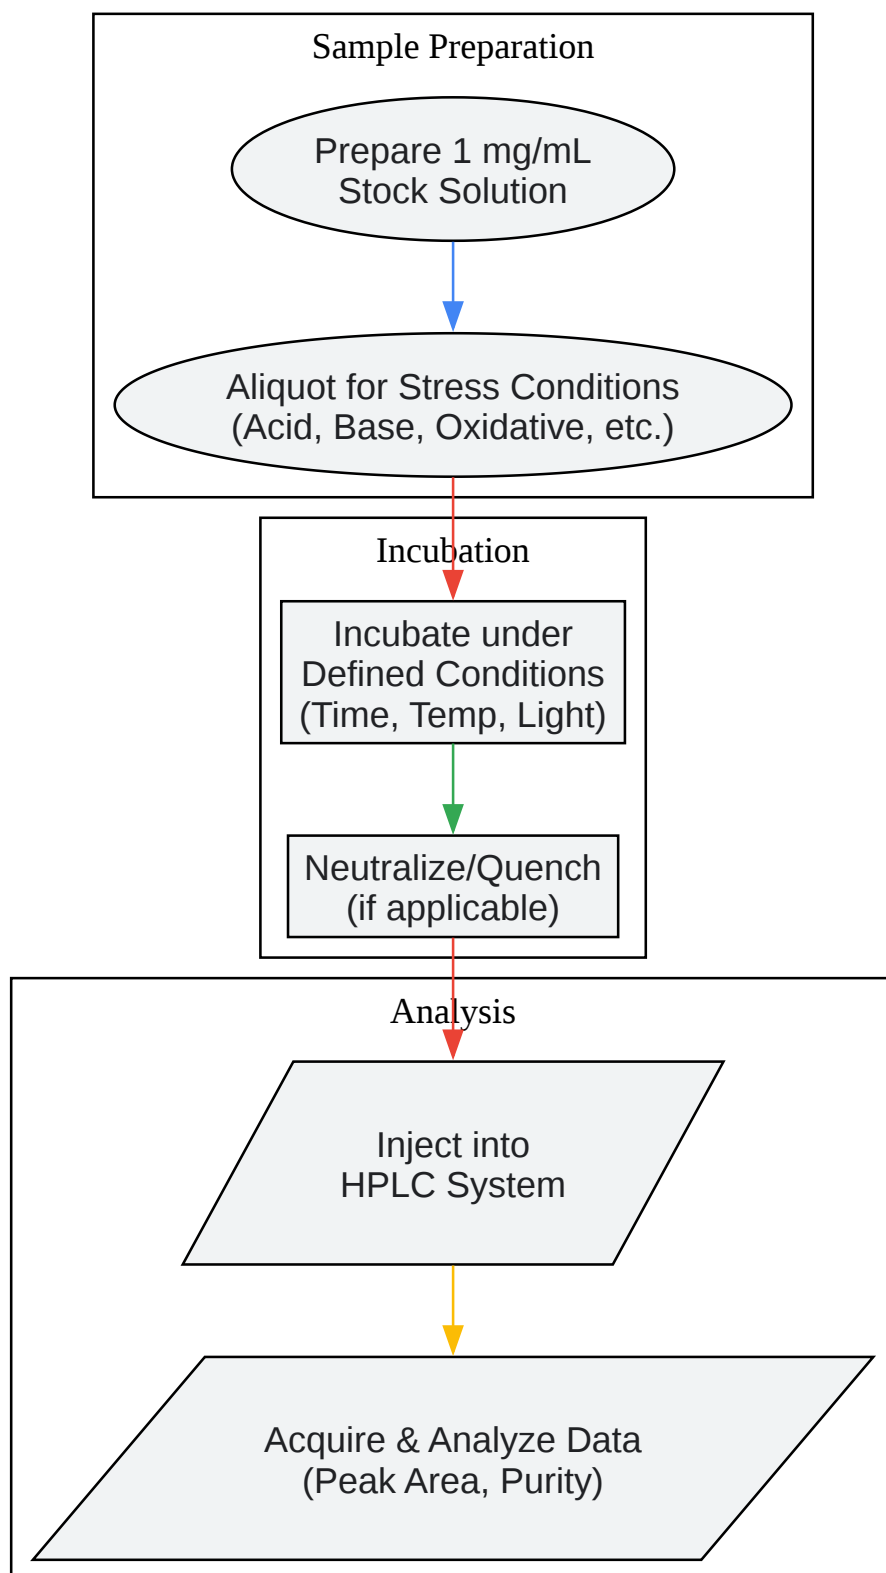 Sample Preparation
Prepare 1 mg/mL
Stock Solution
Aliquot for Stress Conditions
(Acid, Base, Oxidative, etc.)
Incubation
Incubate under
Defined Conditions
(Time, Temp, Light)
Neutralize/Quench
(if applicable)
Analysis
Inject into
HPLC System
Acquire & Analyze Data
(Peak Area, Purity)